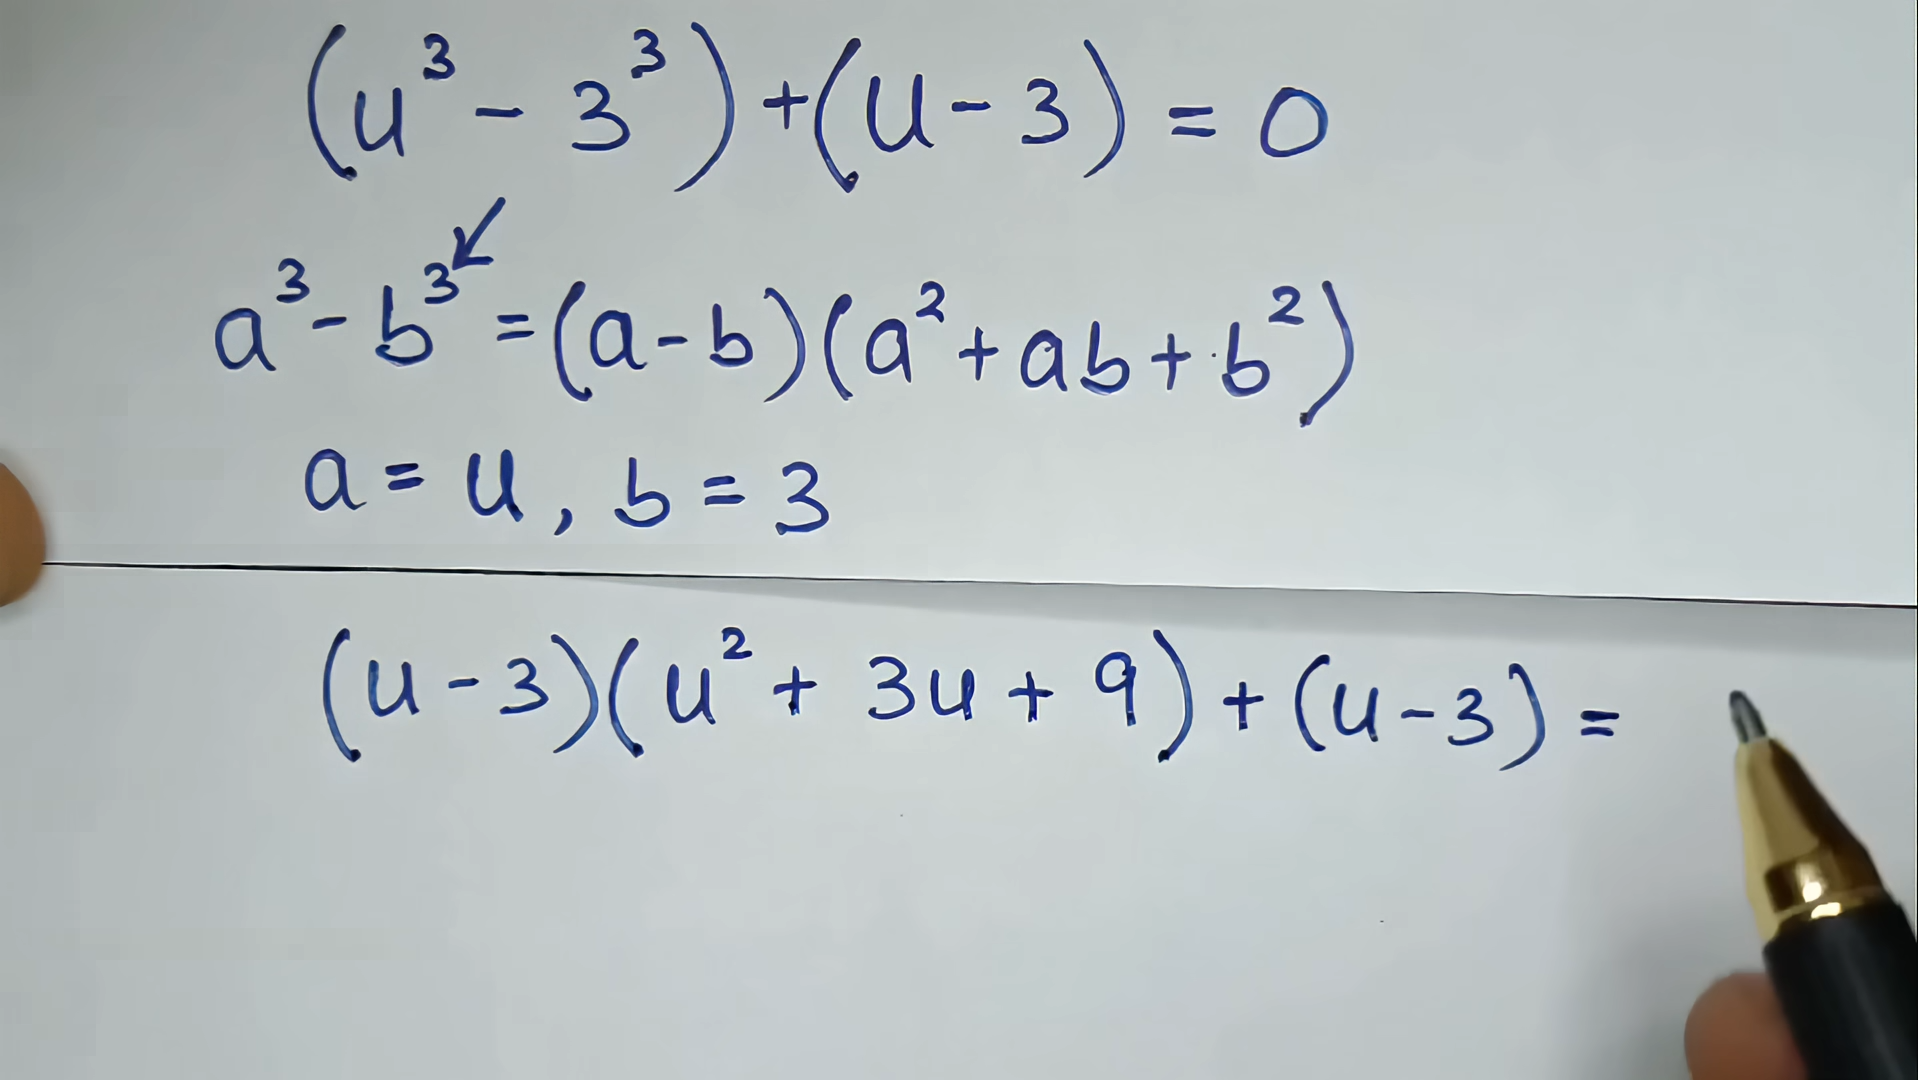 (u³ - 3³) + (u - 3) = 0
a³ - b³ = (a - b)(a² + ab + b²)
a = u, b = 3
(u - 3)(u² + 3u + 9) + (u - 3) =